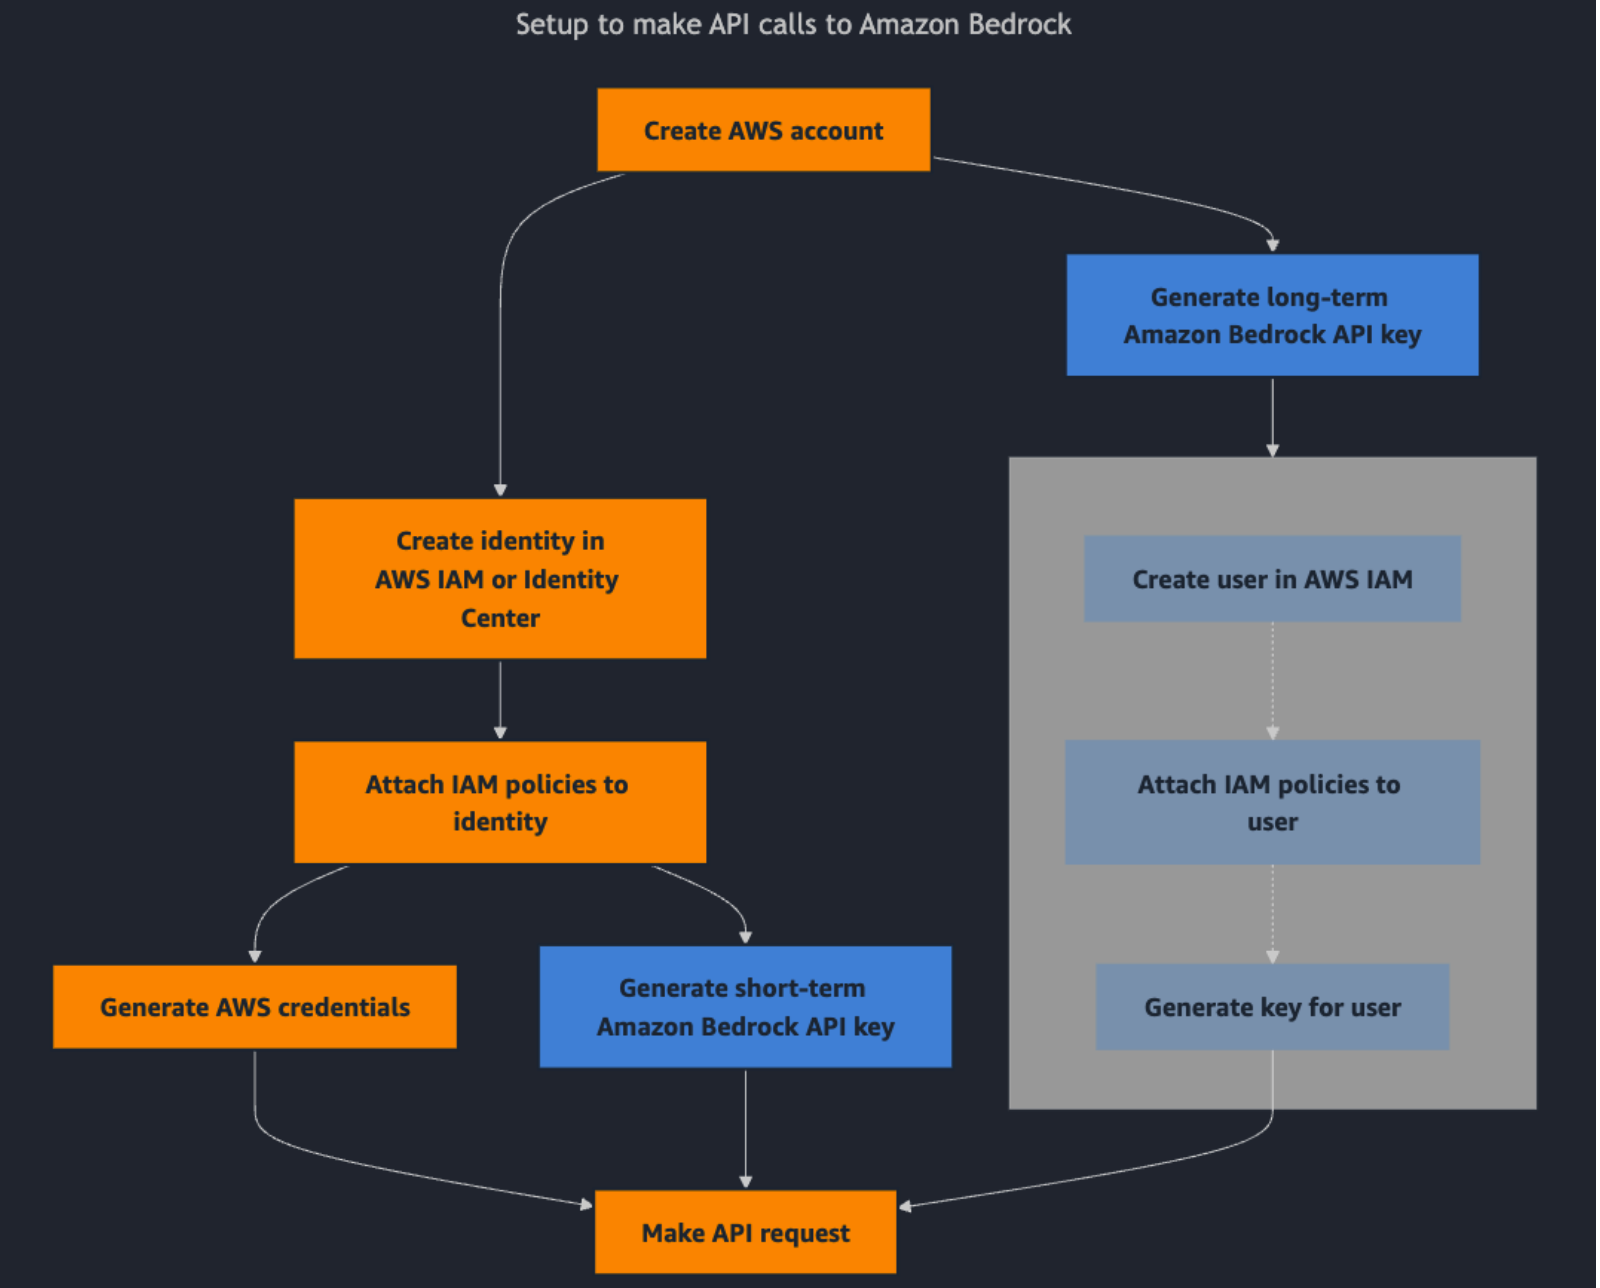 Setup to make API calls to Amazon Bedrock
Create AWS account
Generate long-term
Amazon Bedrock API key
Create identity in
AWS IAM or Identity
Center
Create user in AWS IAM
Attach IAM policies to
identity
Attach IAM policies to
user
Generate AWS credentials
Generate short-term
Amazon Bedrock API key
Generate key for user
Make API request